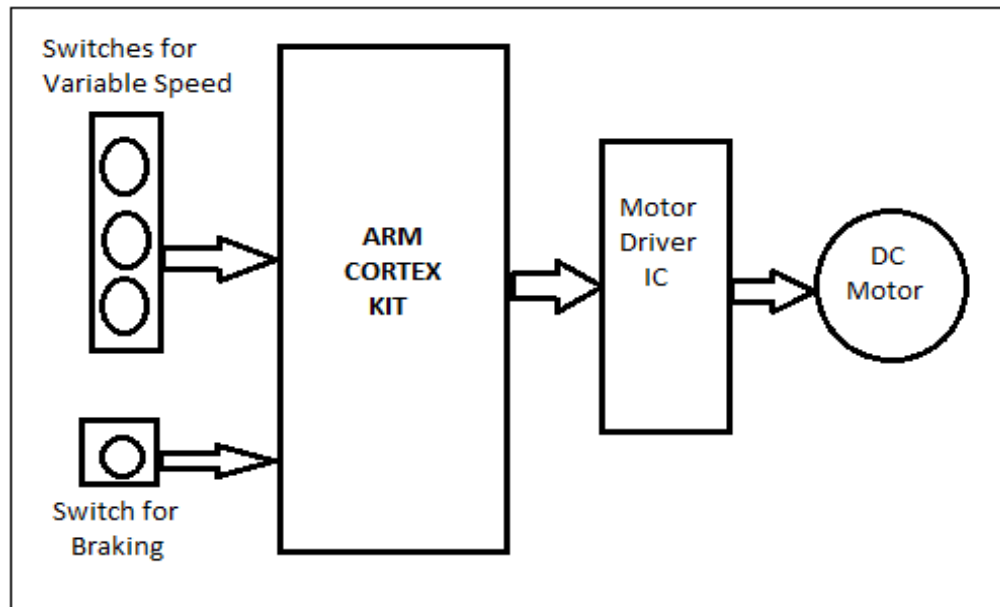 Switches for
Variable Speed
ARM
CORTEX
KIT
Motor
Driver
IC
DC
Motor
Switch for
Braking